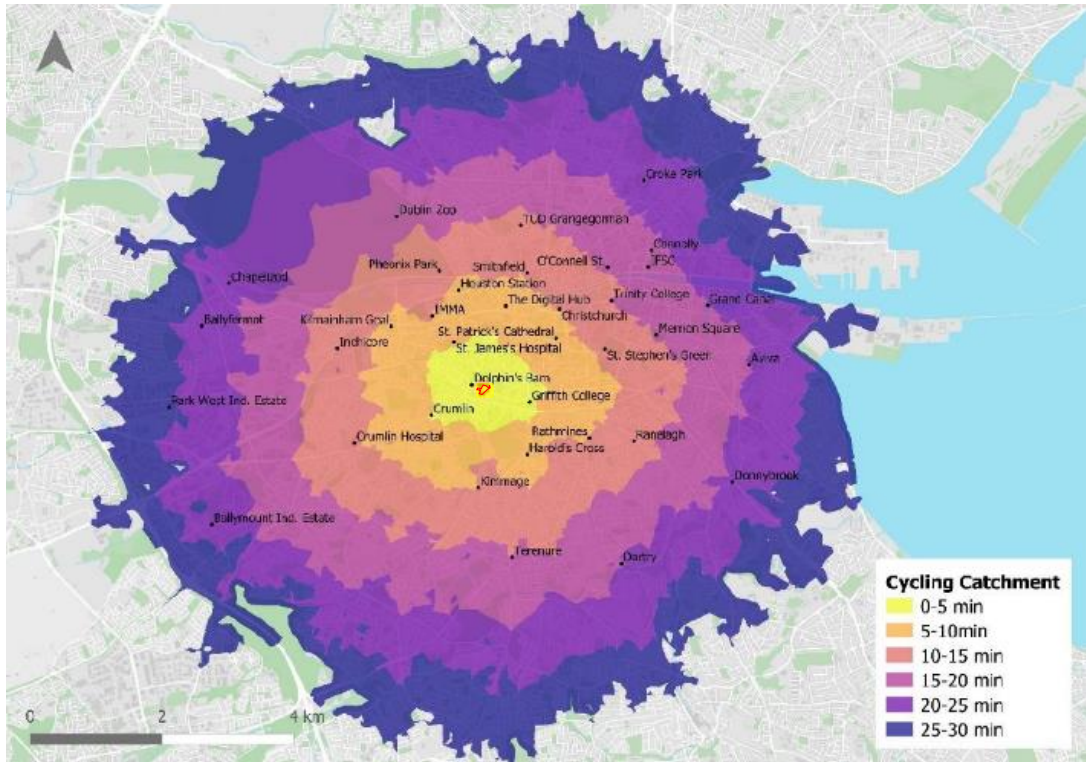 Croke Park
Dublin Zoo
TUD Grangegorman
Connolly
O'Connell St.
IFSC
Pheonix Park
Smithfield
Chapelizod
Houston Station
Trinity College
Grand Canal
The Digital Hub
IMMA
Christchurch
Ballyfermot
Kilmainham Goal
St. Patrick's Cathedral
Merrion Square
Indhicore
St. James's Hospital
St. Stephen's Green
Aviva
Dolphin's Barn
Park West Ind. Estate
Griffith College
Crumlin
Crumlin Hospital
Rathmines
Ranelagh
Harold's Cross
Kimmage
Donnybrook
Ballymount Ind. Estate
Terenure
Dartry
Cycling Catchment
0-5 min
5-10min
10-15 min
15-20 min
20-25 min
25-30 min
0 2 4 km